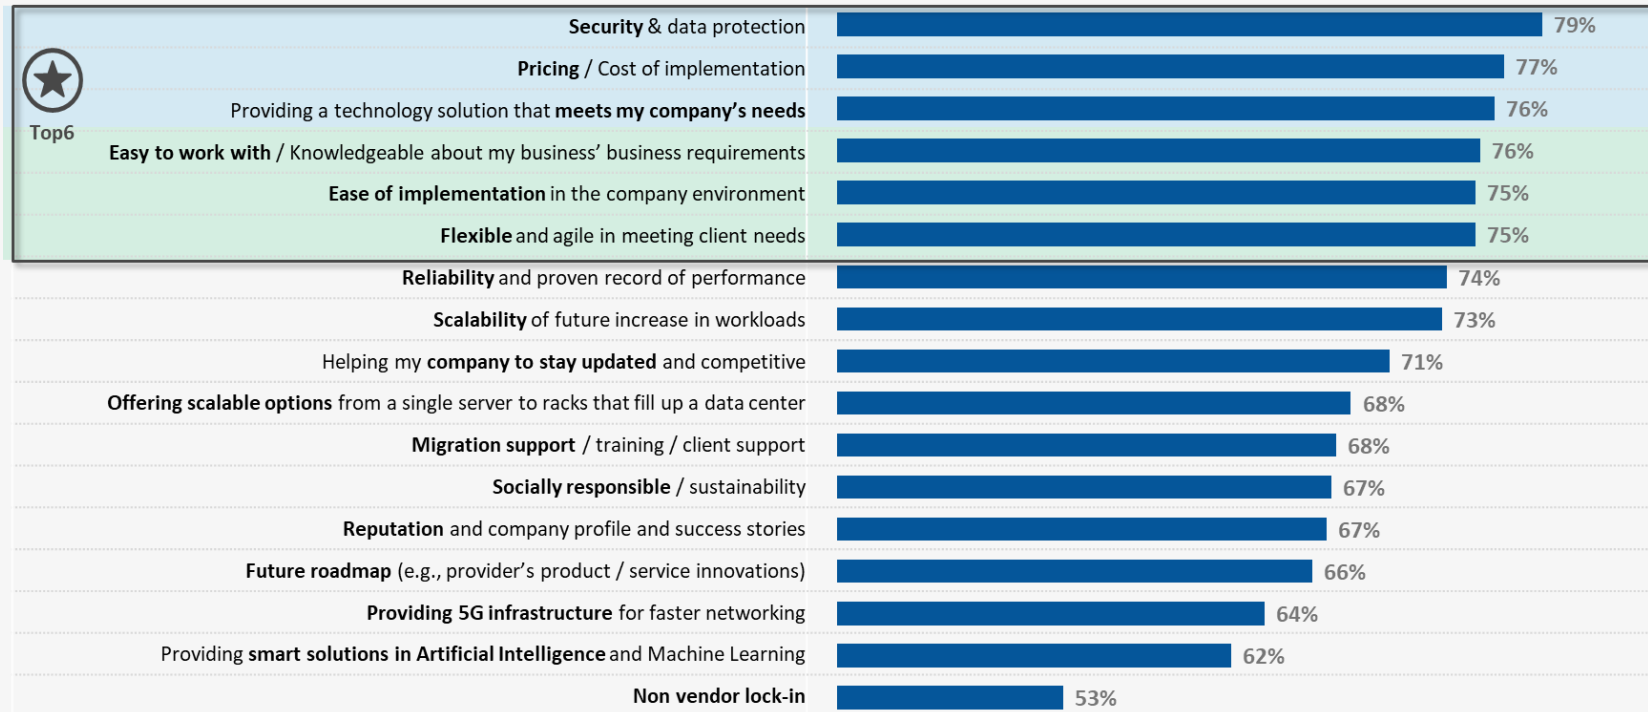 Security & data protection 79%
Pricing / Cost of implementation 77%
Providing a technology solution that meets my company’s needs 76%
Top6
Easy to work with / Knowledgeable about my business’ business requirements 76%
Ease of implementation in the company environment 75%
Flexible and agile in meeting client needs 75%
Reliability and proven record of performance 74%
Scalability of future increase in workloads 73%
Helping my company to stay updated and competitive 71%
Offering scalable options from a single server to racks that fill up a data center 68%
Migration support / training / client support 68%
Socially responsible / sustainability 67%
Reputation and company profile and success stories 67%
Future roadmap (e.g., provider’s product / service innovations) 66%
Providing 5G infrastructure for faster networking 64%
Providing smart solutions in Artificial Intelligence and Machine Learning 62%
Non vendor lock-in 53%